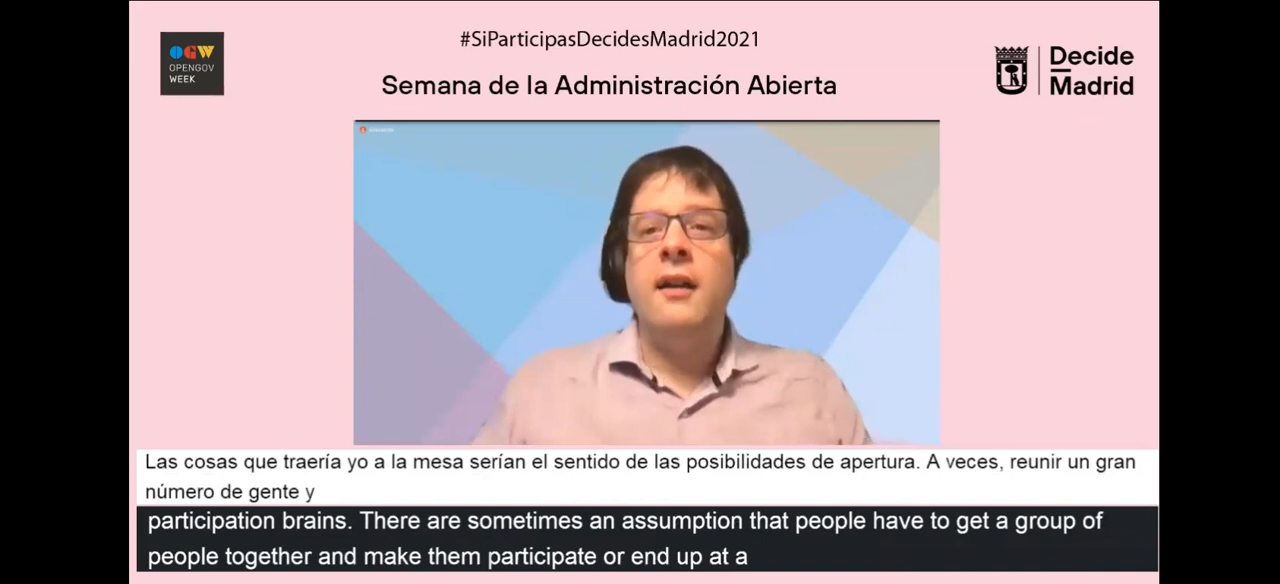 #SiParticipasDecidesMadrid2021
OGW
OPENGOV
WEEK
Semana de la Administración Abierta
Decide
Madrid
Las cosas que traería yo a la mesa serían el sentido de las posibilidades de apertura. A veces, reunir un gran
número de gente y
participation brains. There are sometimes an assumption that people have to get a group of
people together and make them participate or end up at a